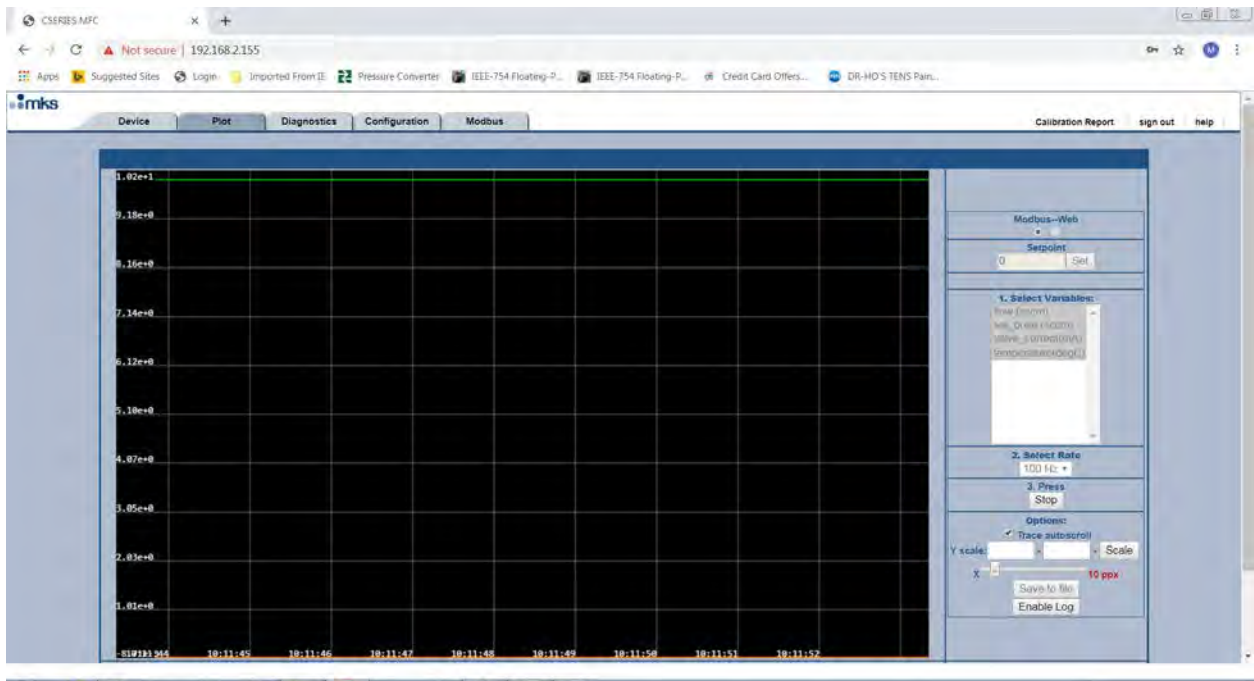 CSERIES MFC
Not secure | 192.168.2.155
Apps Suggested Sites Login Imported From IE Pressure Converter IEEE-754 Floating-P... IEEE-754 Floating-P... Credit Card Offers... DR-HO'S TENS Pain...
mks
Device Plot Diagnostics Configuration Modbus Calibration Report sign out help
1.02e+1
9.18e+0
8.16e+0
7.14e+0
6.12e+0
5.10e+0
4.07e+0
3.05e+0
2.03e+0
1.01e+0
10:11:45 10:11:46 10:11:47 10:11:48 10:11:49 10:11:50 10:11:51 10:11:52
Modbus--Web
Setpoint
0 Set
1. Select Variables:
flow (sccm)
temperature(degC)
2. Select Rate
100 Hz
3. Press
Stop
Options:
Trace autoscroll
Y scale: - - Scale
X 10 ppx
Save to file
Enable Log